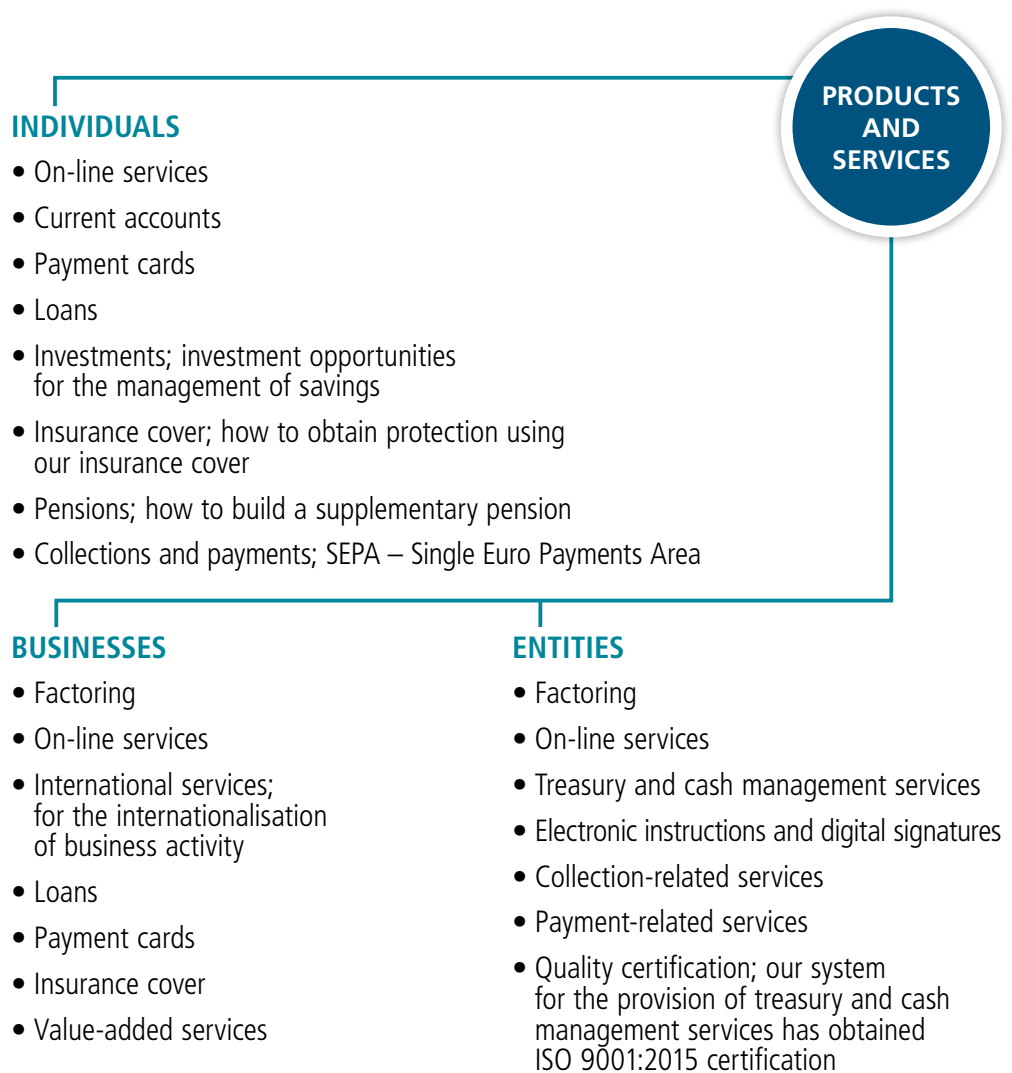 PRODUCTS
AND
SERVICES
INDIVIDUALS
• On-line services
• Current accounts
• Payment cards
• Loans
• Investments; investment opportunities
for the management of savings
• Insurance cover; how to obtain protection using
our insurance cover
• Pensions; how to build a supplementary pension
• Collections and payments; SEPA – Single Euro Payments Area
BUSINESSES
• Factoring
• On-line services
• International services;
for the internationalisation
of business activity
• Loans
• Payment cards
• Insurance cover
• Value-added services
ENTITIES
• Factoring
• On-line services
• Treasury and cash management services
• Electronic instructions and digital signatures
• Collection-related services
• Payment-related services
• Quality certification; our system
for the provision of treasury and cash
management services has obtained
ISO 9001:2015 certification